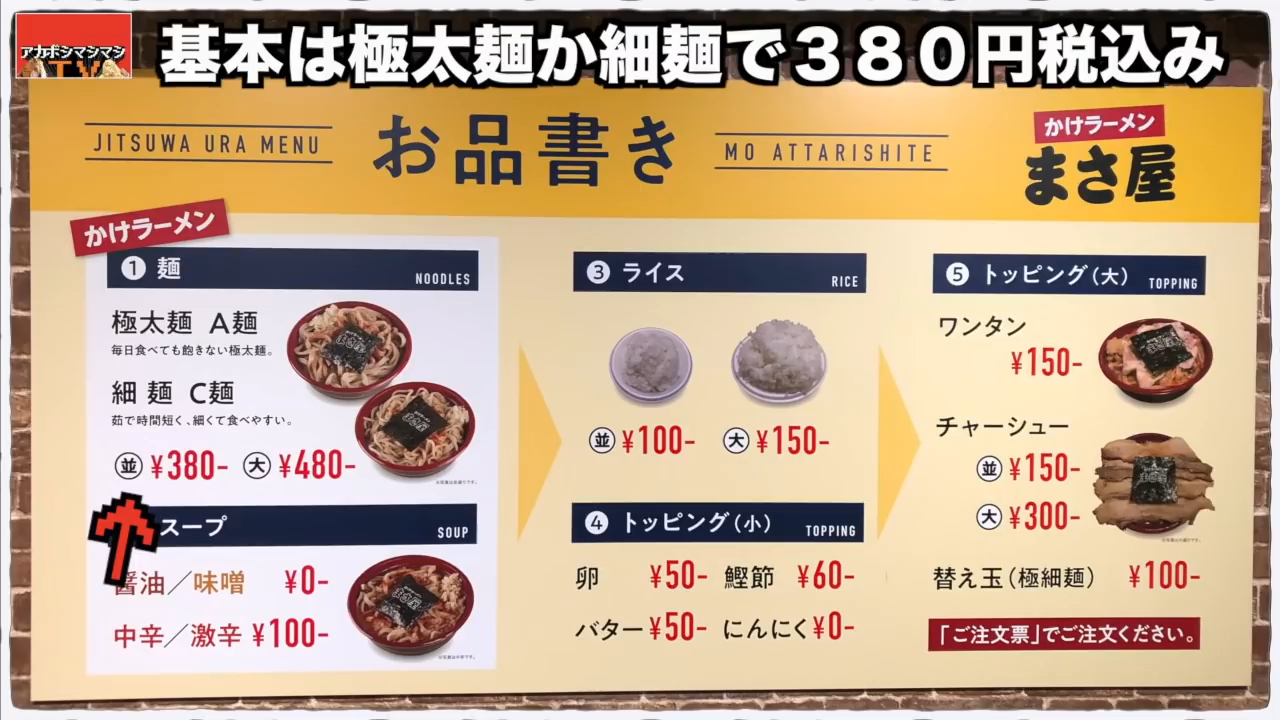 アカボシマシマシ
TV
基本は極太麺か細麺で380円税込み
JITSUWA URA MENU
お品書き
MO ATTARISHITE
かけラーメン
まさ屋
かけラーメン
① 麺 NOODLES
極太麺 A麺
毎日食べても飽きない極太麺。
細麺 C麺
茹で時間短く、細くて食べやすい。
並 ¥380- 大 ¥480-
スープ SOUP
醤油/味噌 ¥0-
中辛/激辛 ¥100-
③ ライス RICE
並 ¥100- 大 ¥150-
④ トッピング(小) TOPPING
卵 ¥50- 鰹節 ¥60-
バター ¥50- にんにく ¥0-
⑤ トッピング(大) TOPPING
ワンタン
¥150-
チャーシュー
並 ¥150-
大 ¥300-
替え玉(極細麺) ¥100-
「ご注文票」でご注文ください。